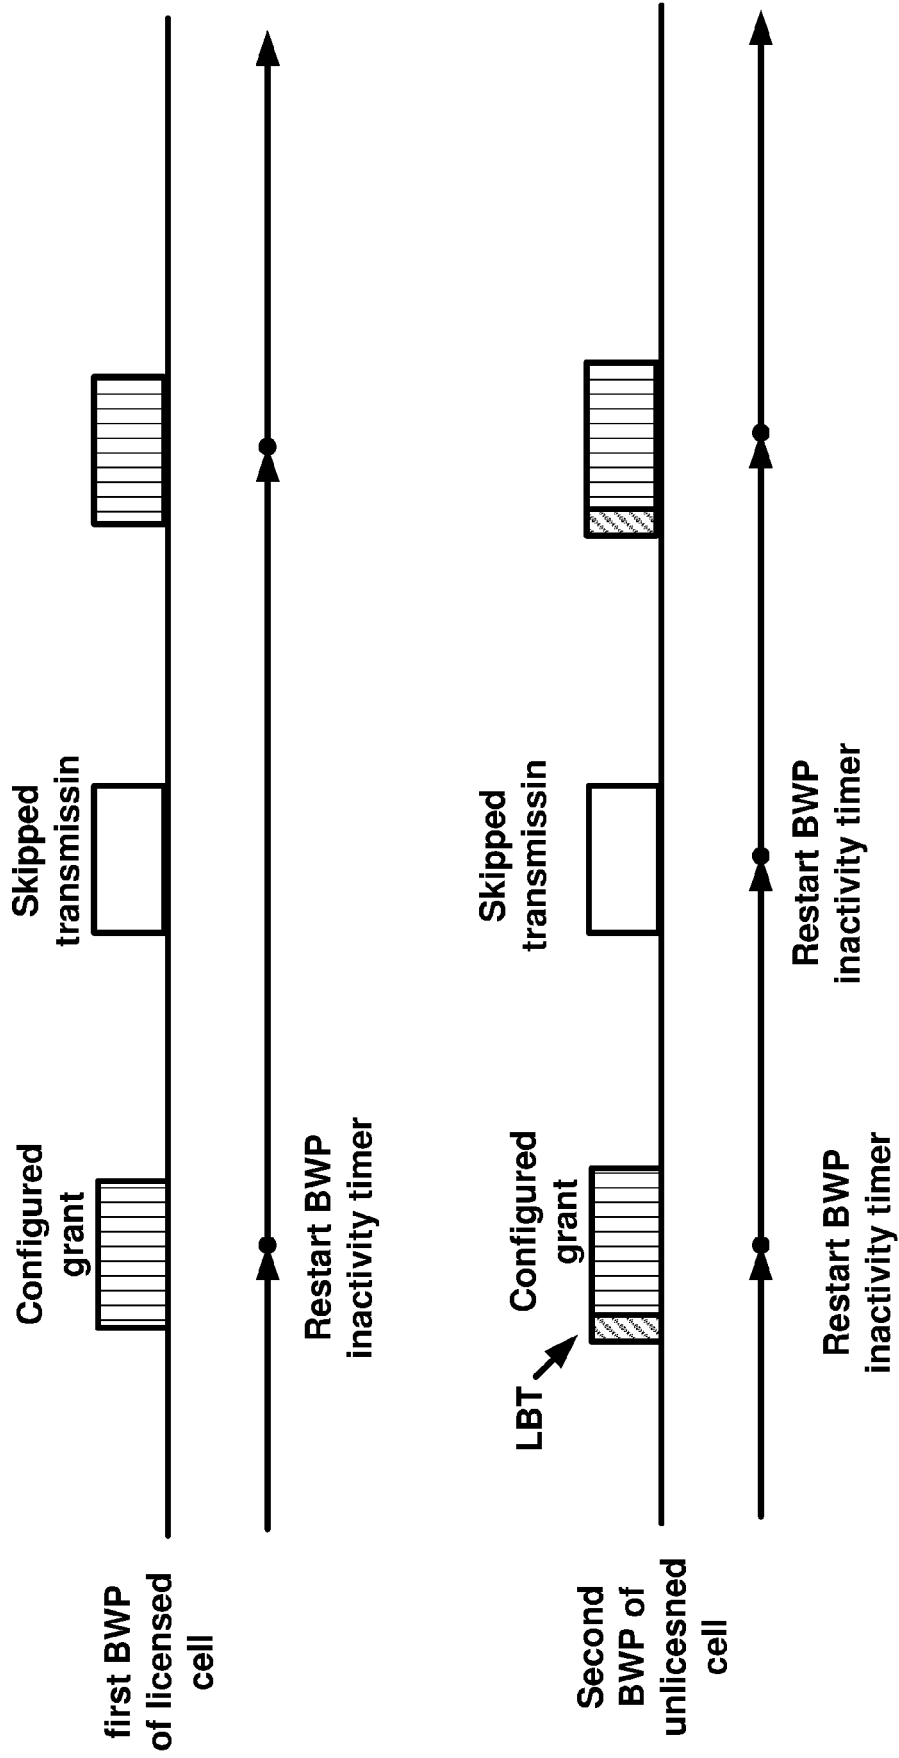 first BWP
of licensed
cell
Configured
grant
Skipped
transmissin
Restart BWP
inactivity timer
Second
BWP of
unlicesned
cell
LBT
Configured
grant
Skipped
transmissin
Restart BWP
inactivity timer
Restart BWP
inactivity timer